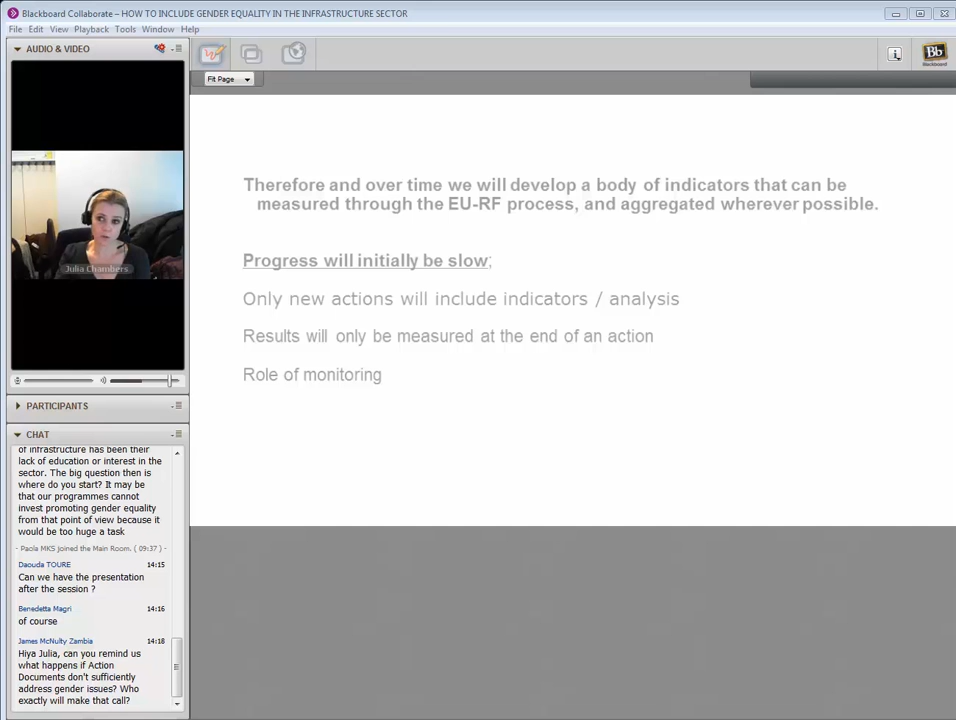 Blackboard Collaborate – HOW TO INCLUDE GENDER EQUALITY IN THE INFRASTRUCTURE SECTOR
File Edit View Playback Tools Window Help
AUDIO & VIDEO
Fit Page
Bb
Blackboard
Julia Chambers
Therefore and over time we will develop a body of indicators that can be
measured through the EU-RF process, and aggregated wherever possible.
Progress will initially be slow;
Only new actions will include indicators / analysis
Results will only be measured at the end of an action
Role of monitoring
PARTICIPANTS
CHAT
of infrastructure has been their
lack of education or interest in the
sector. The big question then is
where do you start? It may be
that our programmes cannot
invest promoting gender equality
from that point of view because it
would be too huge a task
- Paola MKS joined the Main Room. ( 09:37 ) -
Daouda TOURE 14:15
Can we have the presentation
after the session ?
Benedetta Magri 14:16
of course
James McNulty Zambia 14:18
Hiya Julia, can you remind us
what happens if Action
Documents don't sufficiently
address gender issues? Who
exactly will make that call?